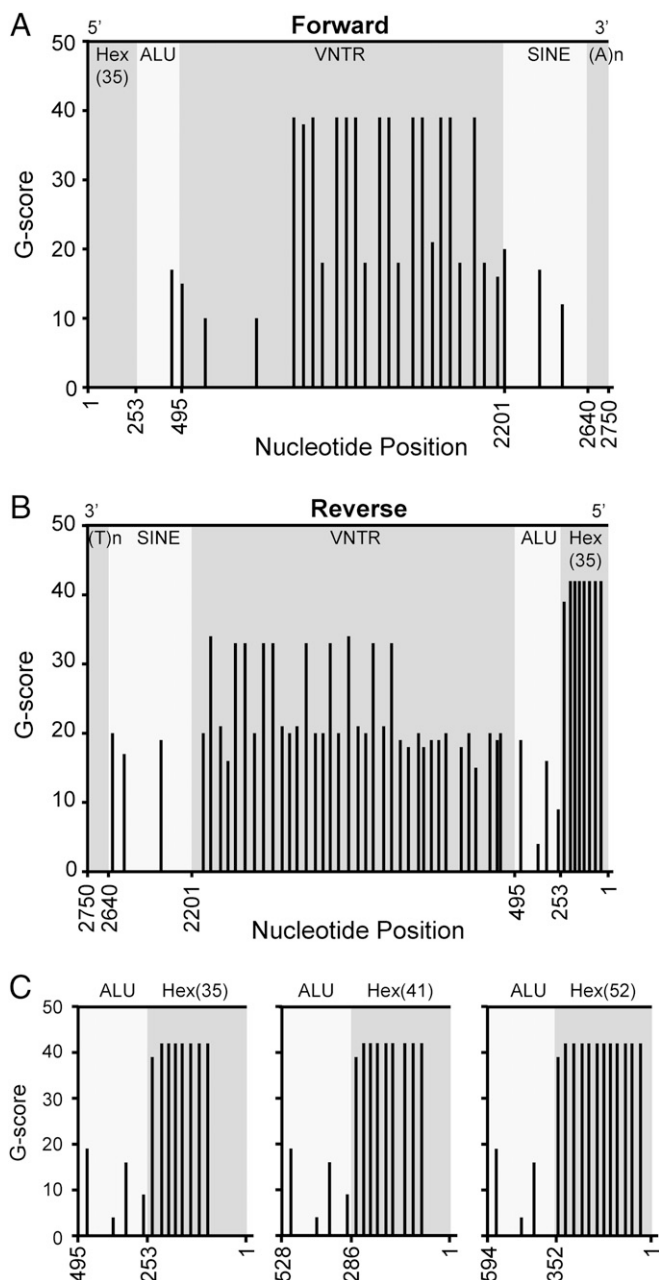 A
Forward
5’ 3’
Hex (35) ALU VNTR SINE (A)n
50
40
30
20
10
0
G-score
1 253 495 2201 2640 2750
Nucleotide Position
B
Reverse
3’ 5’
(T)n SINE VNTR ALU Hex (35)
50
40
30
20
10
0
G-score
2750 2640 2201 495 253 1
Nucleotide Position
C
ALU Hex(35) ALU Hex(41) ALU Hex(52)
50
40
30
20
10
0
G-score
495 253 1 528 286 1 594 352 1